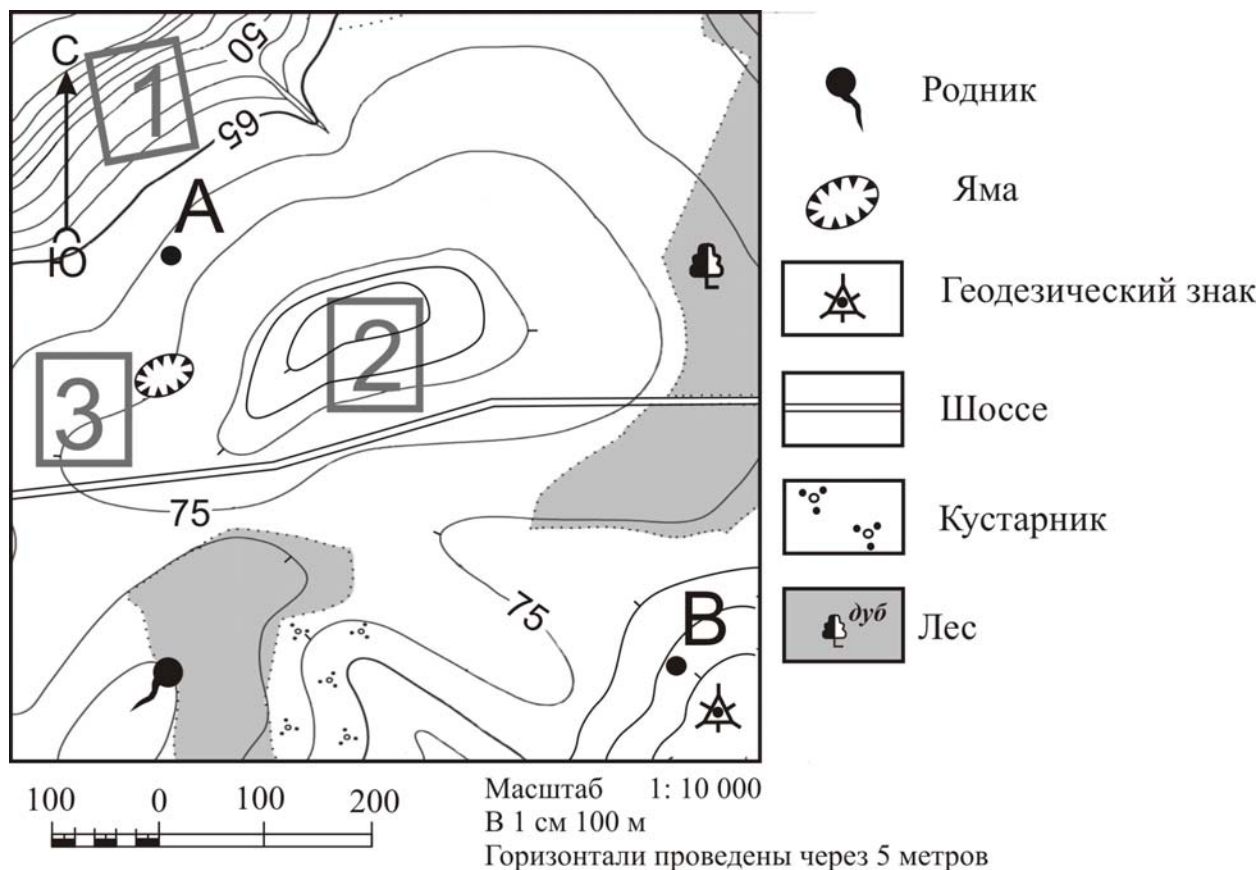 С
50
1
65
А
Ю
2
3
75
75
В
Родник
Яма
Геодезический знак
Шоссе
Кустарник
дуб
Лес
100 0 100 200
Масштаб 1: 10 000
В 1 см 100 м
Горизонтали проведены через 5 метров